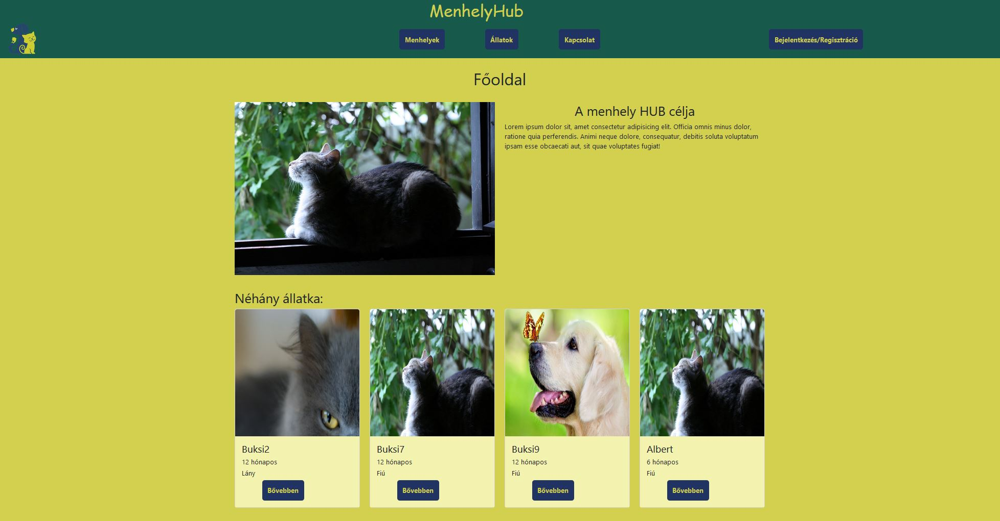 MenhelyHub
Menhelyek
Állatok
Kapcsolat
Bejelentkezés/Regisztráció
Főoldal
A menhely HUB célja
Lorem ipsum dolor sit, amet consectetur adipisicing elit. Officia omnis minus dolor,
ratione quia perferendis. Animi neque dolore, consequatur, debitis soluta voluptatum
ipsam esse obcaecati aut, sit quae voluptates fugiat!
Néhány állatka:
Buksi2
12 hónapos
Lány
Bővebben
Buksi7
12 hónapos
Fiú
Bővebben
Buksi9
12 hónapos
Fiú
Bővebben
Albert
6 hónapos
Fiú
Bővebben